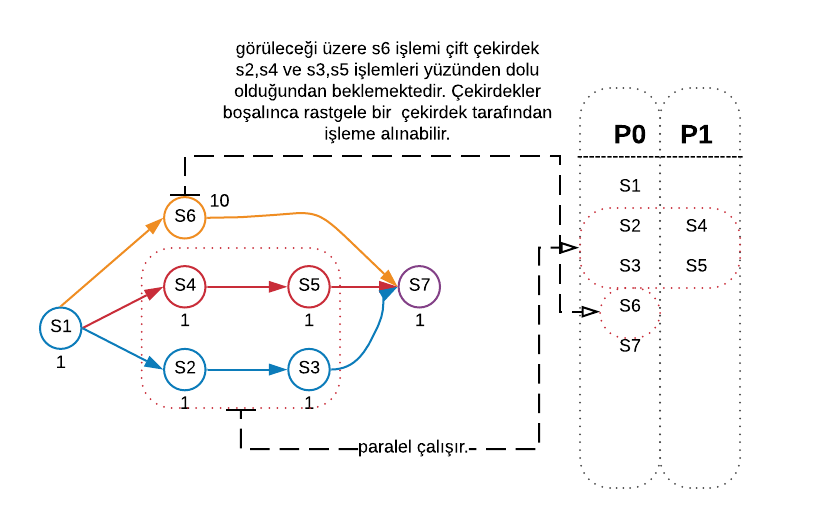 görüleceği üzere s6 işlemi çift çekirdek
s2,s4 ve s3,s5 işlemleri yüzünden dolu
olduğundan beklemektedir. Çekirdekler
boşalınca rastgele bir çekirdek tarafından
işleme alınabilir.
P0 P1
S1
S2 S4
S3 S5
S6
S7
S6 10
S4 S5 S7
1 1 1
S1
1
S2 S3
1 1
paralel çalışır.